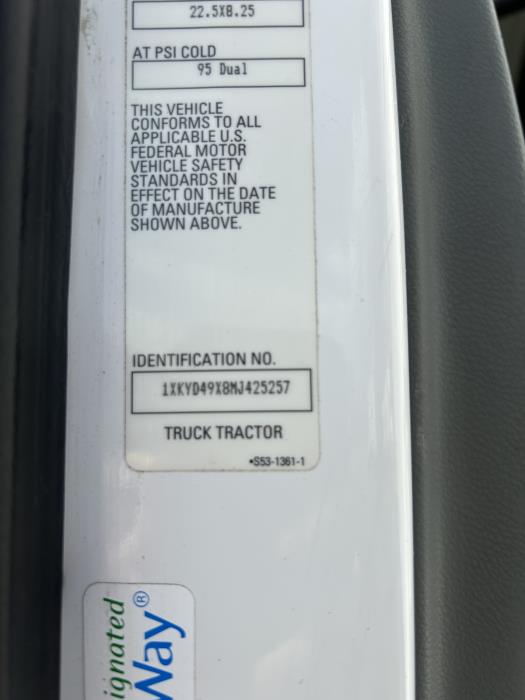 22.5X8.25
AT PSI COLD
95 Dual
THIS VEHICLE
CONFORMS TO ALL
APPLICABLE U.S.
FEDERAL MOTOR
VEHICLE SAFETY
STANDARDS IN
EFFECT ON THE DATE
OF MANUFACTURE
SHOWN ABOVE.
IDENTIFICATION NO.
1XKYD49X8MJ425257
TRUCK TRACTOR
•S53-1361-1
ignated
Way®